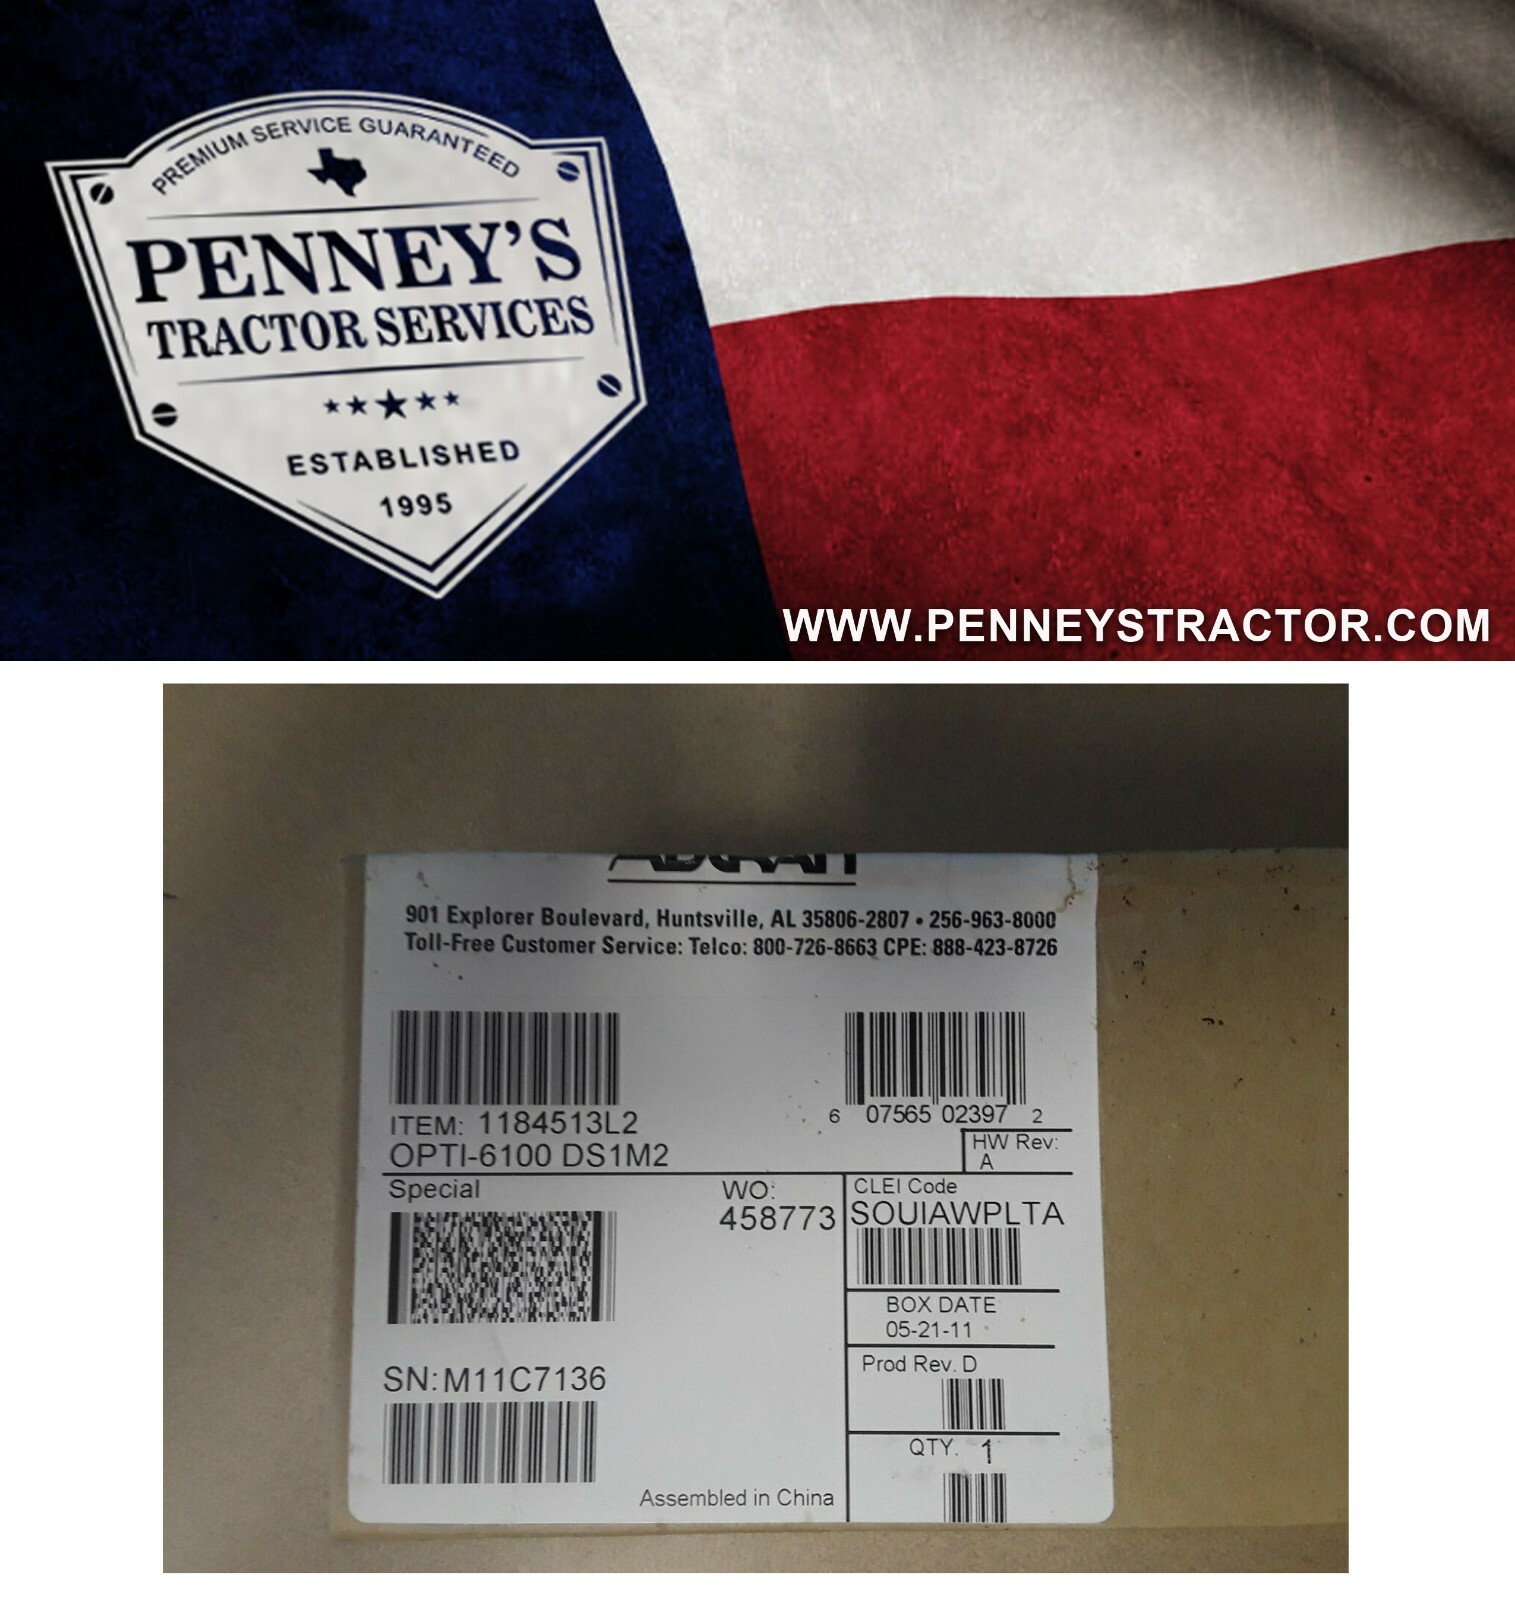 PREMIUM SERVICE GUARANTEED
PENNEY'S
TRACTOR SERVICES
ESTABLISHED
1995
WWW.PENNEYSTRACTOR.COM
ADTRAN
901 Explorer Boulevard, Huntsville, AL 35806-2807 • 256-963-8000
Toll-Free Customer Service: Telco: 800-726-8663 CPE: 888-423-8726
6 07565 02397 2
ITEM: 1184513L2
OPTI-6100 DS1M2
HW Rev:
A
Special
WO:
458773
CLEI Code
SOUIAWPLTA
BOX DATE
05-21-11
SN: M11C7136
Prod Rev. D
QTY. 1
Assembled in China